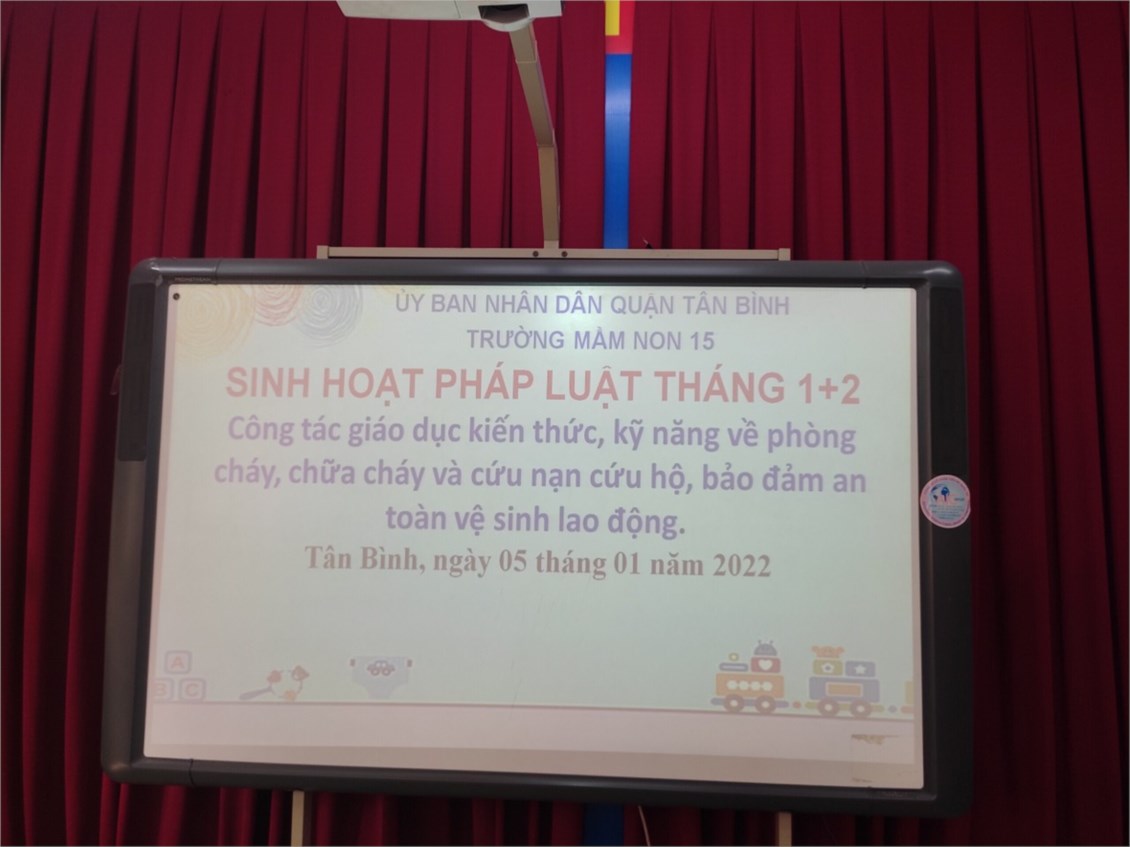 ỦY BAN NHÂN DÂN QUẬN TÂN BÌNH
TRƯỜNG MẦM NON 15
SINH HOẠT PHÁP LUẬT THÁNG 1+2
Công tác giáo dục kiến thức, kỹ năng về phòng
cháy, chữa cháy và cứu nạn cứu hộ, bảo đảm an
toàn vệ sinh lao động.
Tân Bình, ngày 05 tháng 01 năm 2022
A
B C